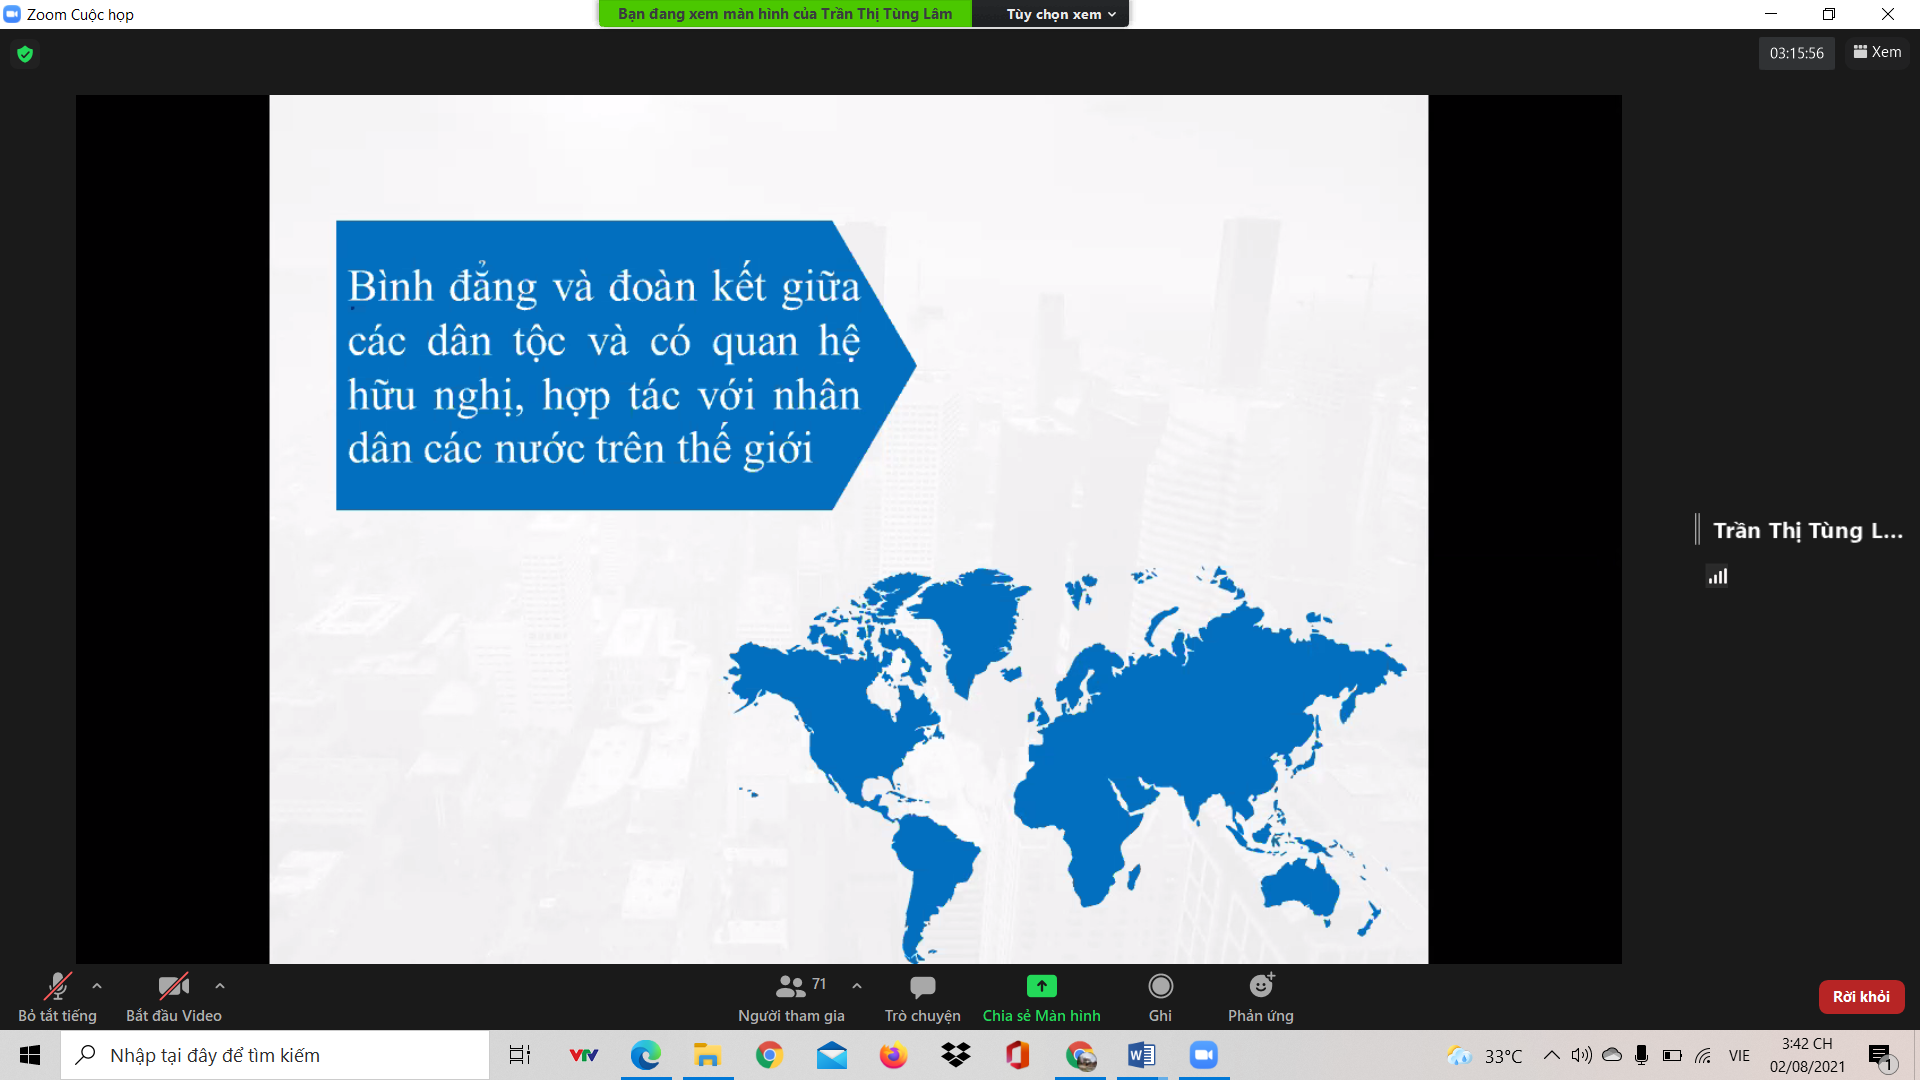 Zoom Cuộc họp
Bạn đang xem màn hình của Trần Thị Tùng Lâm
Tùy chọn xem
03:15:56
Xem
Bình đẳng và đoàn kết giữa
các dân tộc và có quan hệ
hữu nghị, hợp tác với nhân
dân các nước trên thế giới
Trần Thị Tùng L...
Bỏ tắt tiếng
Bắt đầu Video
71
Người tham gia
Trò chuyện
Chia sẻ Màn hình
Ghi
Phản ứng
Rời khỏi
Nhập tại đây để tìm kiếm
VTV
33°C
VIE
3:42 CH
02/08/2021
1